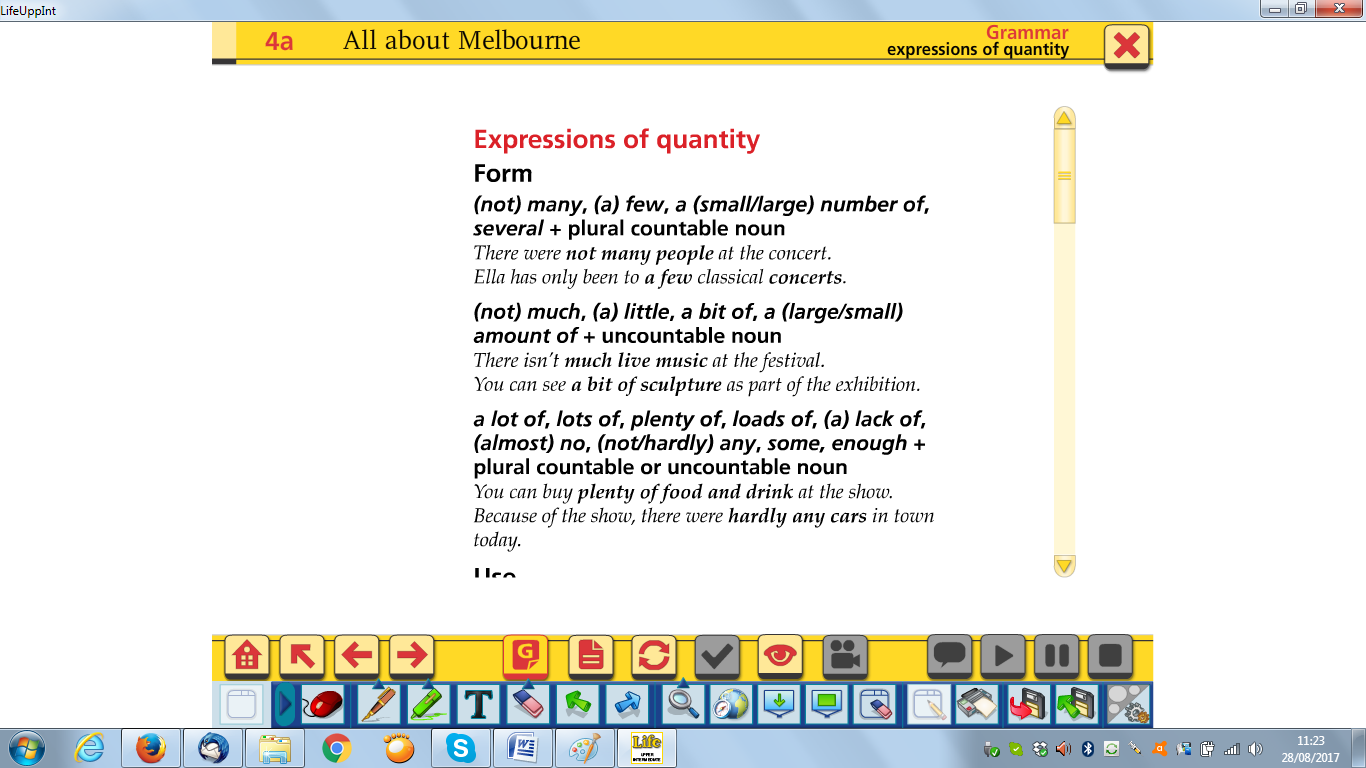 LifeUppInt
4a All about Melbourne
Grammar
expressions of quantity
Expressions of quantity
Form
(not) many, (a) few, a (small/large) number of,
several + plural countable noun
There were not many people at the concert.
Ella has only been to a few classical concerts.
(not) much, (a) little, a bit of, a (large/small)
amount of + uncountable noun
There isn't much live music at the festival.
You can see a bit of sculpture as part of the exhibition.
a lot of, lots of, plenty of, loads of, (a) lack of,
(almost) no, (not/hardly) any, some, enough +
plural countable or uncountable noun
You can buy plenty of food and drink at the show.
Because of the show, there were hardly any cars in town
today.
Use
G
T
Life
UPPER
INTERMEDIATE
11:23
28/08/2017